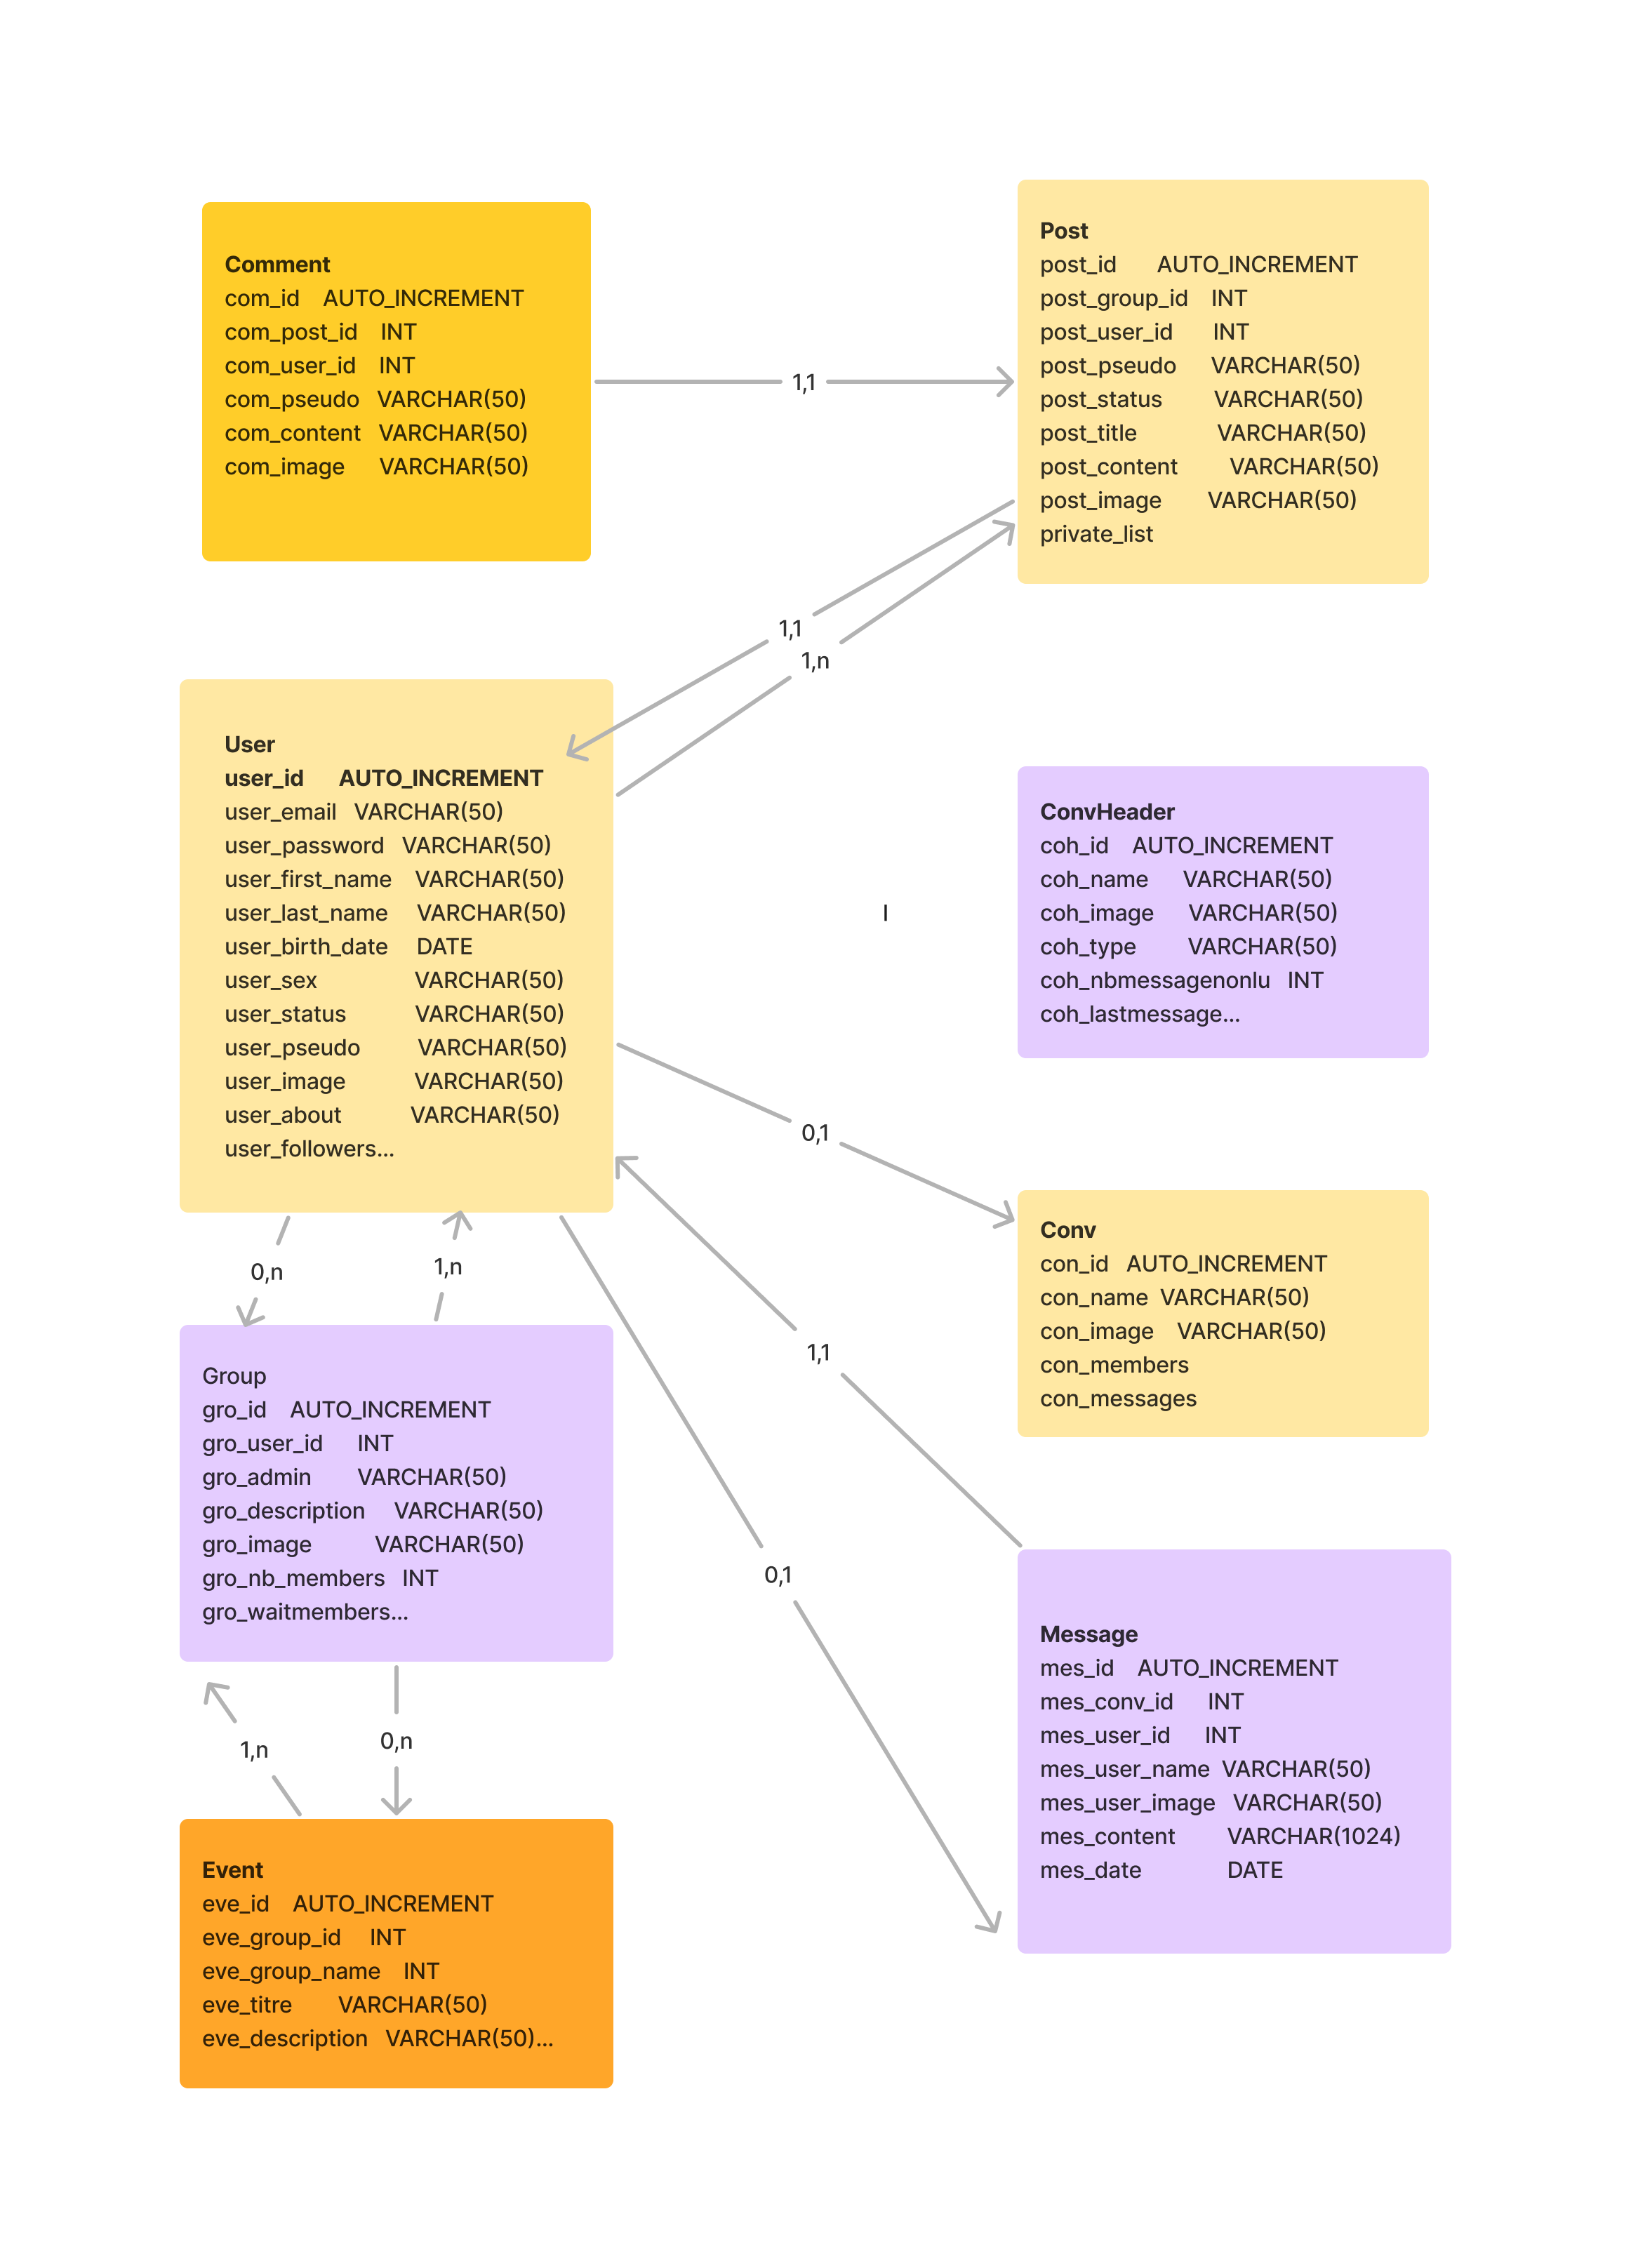 Comment
com_id AUTO_INCREMENT
com_post_id INT
com_user_id INT
com_pseudo VARCHAR(50)
com_content VARCHAR(50)
com_image VARCHAR(50)
1,1
Post
post_id AUTO_INCREMENT
post_group_id INT
post_user_id INT
post_pseudo VARCHAR(50)
post_status VARCHAR(50)
post_title VARCHAR(50)
post_content VARCHAR(50)
post_image VARCHAR(50)
private_list
1,1
1,n
User
user_id AUTO_INCREMENT
user_email VARCHAR(50)
user_password VARCHAR(50)
user_first_name VARCHAR(50)
user_last_name VARCHAR(50)
user_birth_date DATE
user_sex VARCHAR(50)
user_status VARCHAR(50)
user_pseudo VARCHAR(50)
user_image VARCHAR(50)
user_about VARCHAR(50)
user_followers...
I
ConvHeader
coh_id AUTO_INCREMENT
coh_name VARCHAR(50)
coh_image VARCHAR(50)
coh_type VARCHAR(50)
coh_nbmessagenonlu INT
coh_lastmessage...
0,1
Conv
con_id AUTO_INCREMENT
con_name VARCHAR(50)
con_image VARCHAR(50)
con_members
con_messages
0,n
1,n
1,1
Group
gro_id AUTO_INCREMENT
gro_user_id INT
gro_admin VARCHAR(50)
gro_description VARCHAR(50)
gro_image VARCHAR(50)
gro_nb_members INT
gro_waitmembers...
0,1
Message
mes_id AUTO_INCREMENT
mes_conv_id INT
mes_user_id INT
mes_user_name VARCHAR(50)
mes_user_image VARCHAR(50)
mes_content VARCHAR(1024)
mes_date DATE
1,n
0,n
Event
eve_id AUTO_INCREMENT
eve_group_id INT
eve_group_name INT
eve_titre VARCHAR(50)
eve_description VARCHAR(50)...